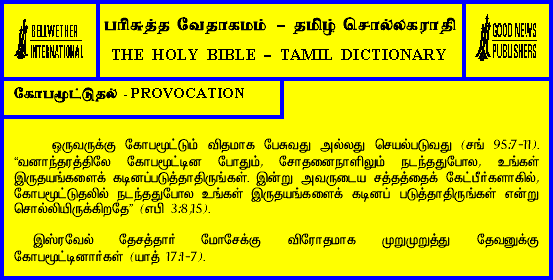 BELLWETHER
INTERNATIONAL
பரிசுத்த வேதாகமம் – தமிழ் சொல்லகராதி
THE HOLY BIBLE – TAMIL DICTIONARY
GOOD NEWS
PUBLISHERS
கோபமூட்டுதல் - PROVOCATION
ஒருவருக்கு கோபமூட்டும் விதமாக பேசுவது அல்லது செயல்படுவது (சங் 95:7-11).
“வனாந்தரத்திலே கோபமூட்டின போதும், சோதனைநாளிலும் நடந்ததுபோல, உங்கள்
இருதயங்களைக் கடினப்படுத்தாதிருங்கள். இன்று அவருடைய சத்தத்தைக் கேட்பீர்களாகில்,
கோபமூட்டுதலில் நடந்ததுபோல உங்கள் இருதயங்களைக் கடினப் படுத்தாதிருங்கள் என்று
சொல்லியிருக்கிறதே” (எபி 3:8,15).
இஸ்ரவேல் தேசத்தார் மோசேக்கு விரோதமாக முறுமுறுத்து தேவனுக்கு
கோபமூட்டினார்கள் (யாத் 17:1-7).